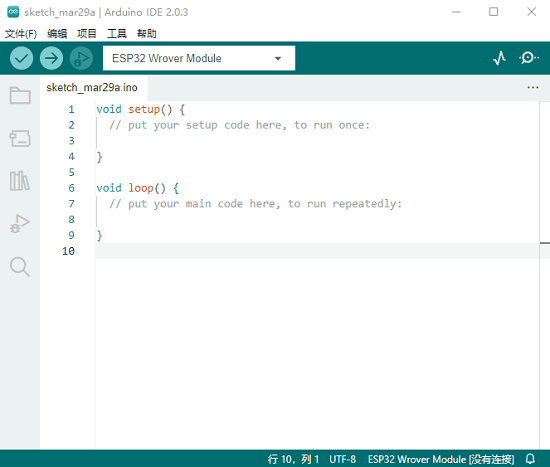 sketch_mar29a | Arduino IDE 2.0.3
文件(F) 编辑 项目 工具 帮助
ESP32 Wrover Module
sketch_mar29a.ino
1 void setup() {
2 // put your setup code here, to run once:
3
4 }
5
6 void loop() {
7 // put your main code here, to run repeatedly:
8
9 }
10
行 10，列 1 UTF-8 ESP32 Wrover Module [没有连接]